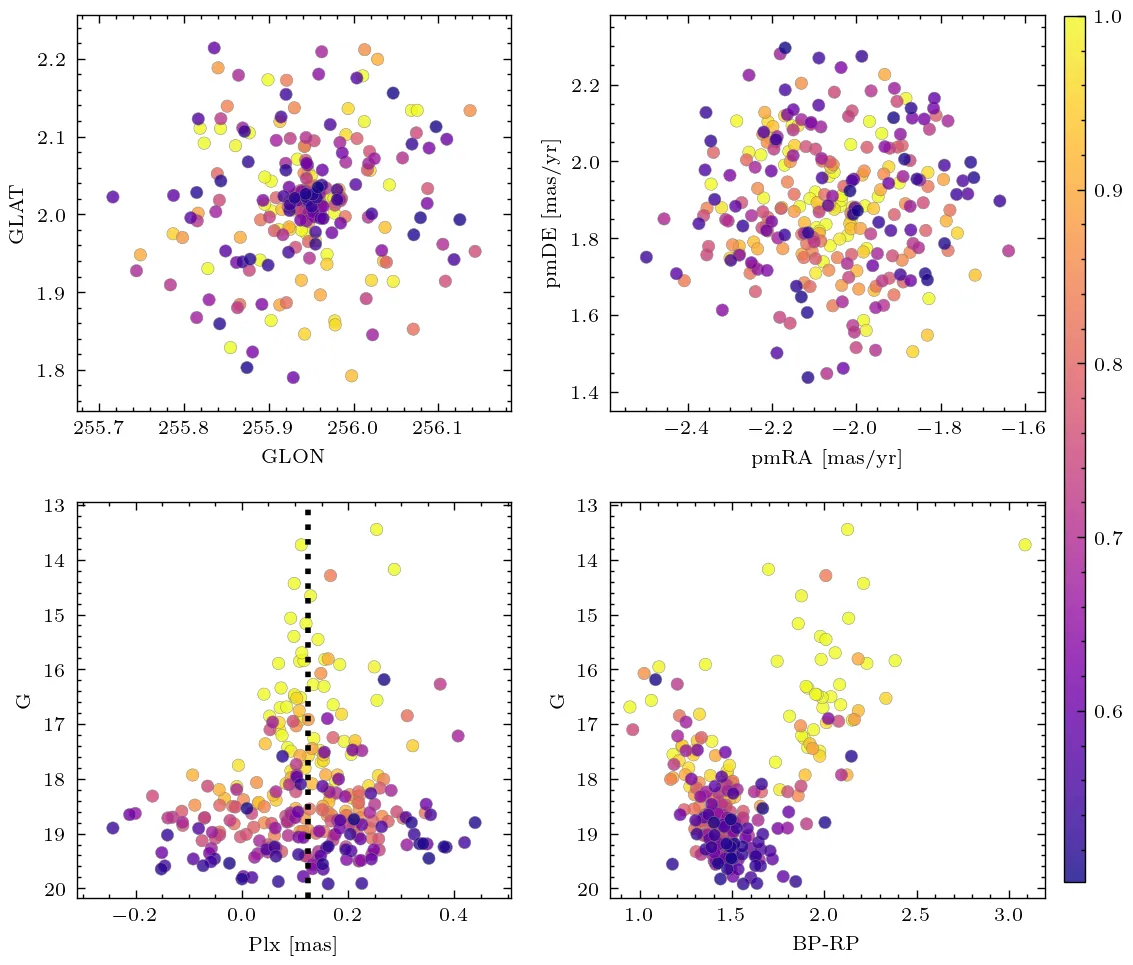 2.2
2.1
2.0
1.9
1.8
GLAT
255.7 255.8 255.9 256.0 256.1
GLON
2.2
2.0
1.8
1.6
1.4
pmDE [mas/yr]
−2.4 −2.2 −2.0 −1.8 −1.6
pmRA [mas/yr]
13
14
15
16
17
18
19
20
G
−0.2 0.0 0.2 0.4
Plx [mas]
13
14
15
16
17
18
19
20
G
1.0 1.5 2.0 2.5 3.0
BP-RP
1.0
0.9
0.8
0.7
0.6